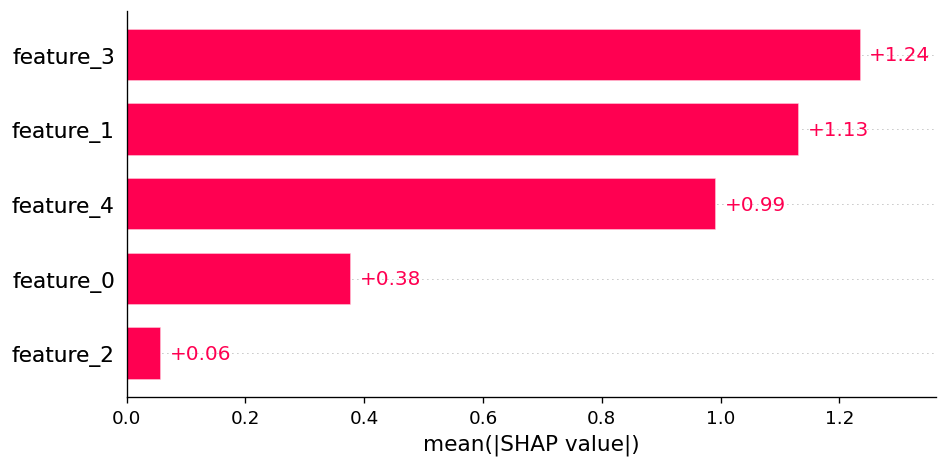 feature_3 +1.24
feature_1 +1.13
feature_4 +0.99
feature_0 +0.38
feature_2 +0.06
0.0 0.2 0.4 0.6 0.8 1.0 1.2
mean(|SHAP value|)